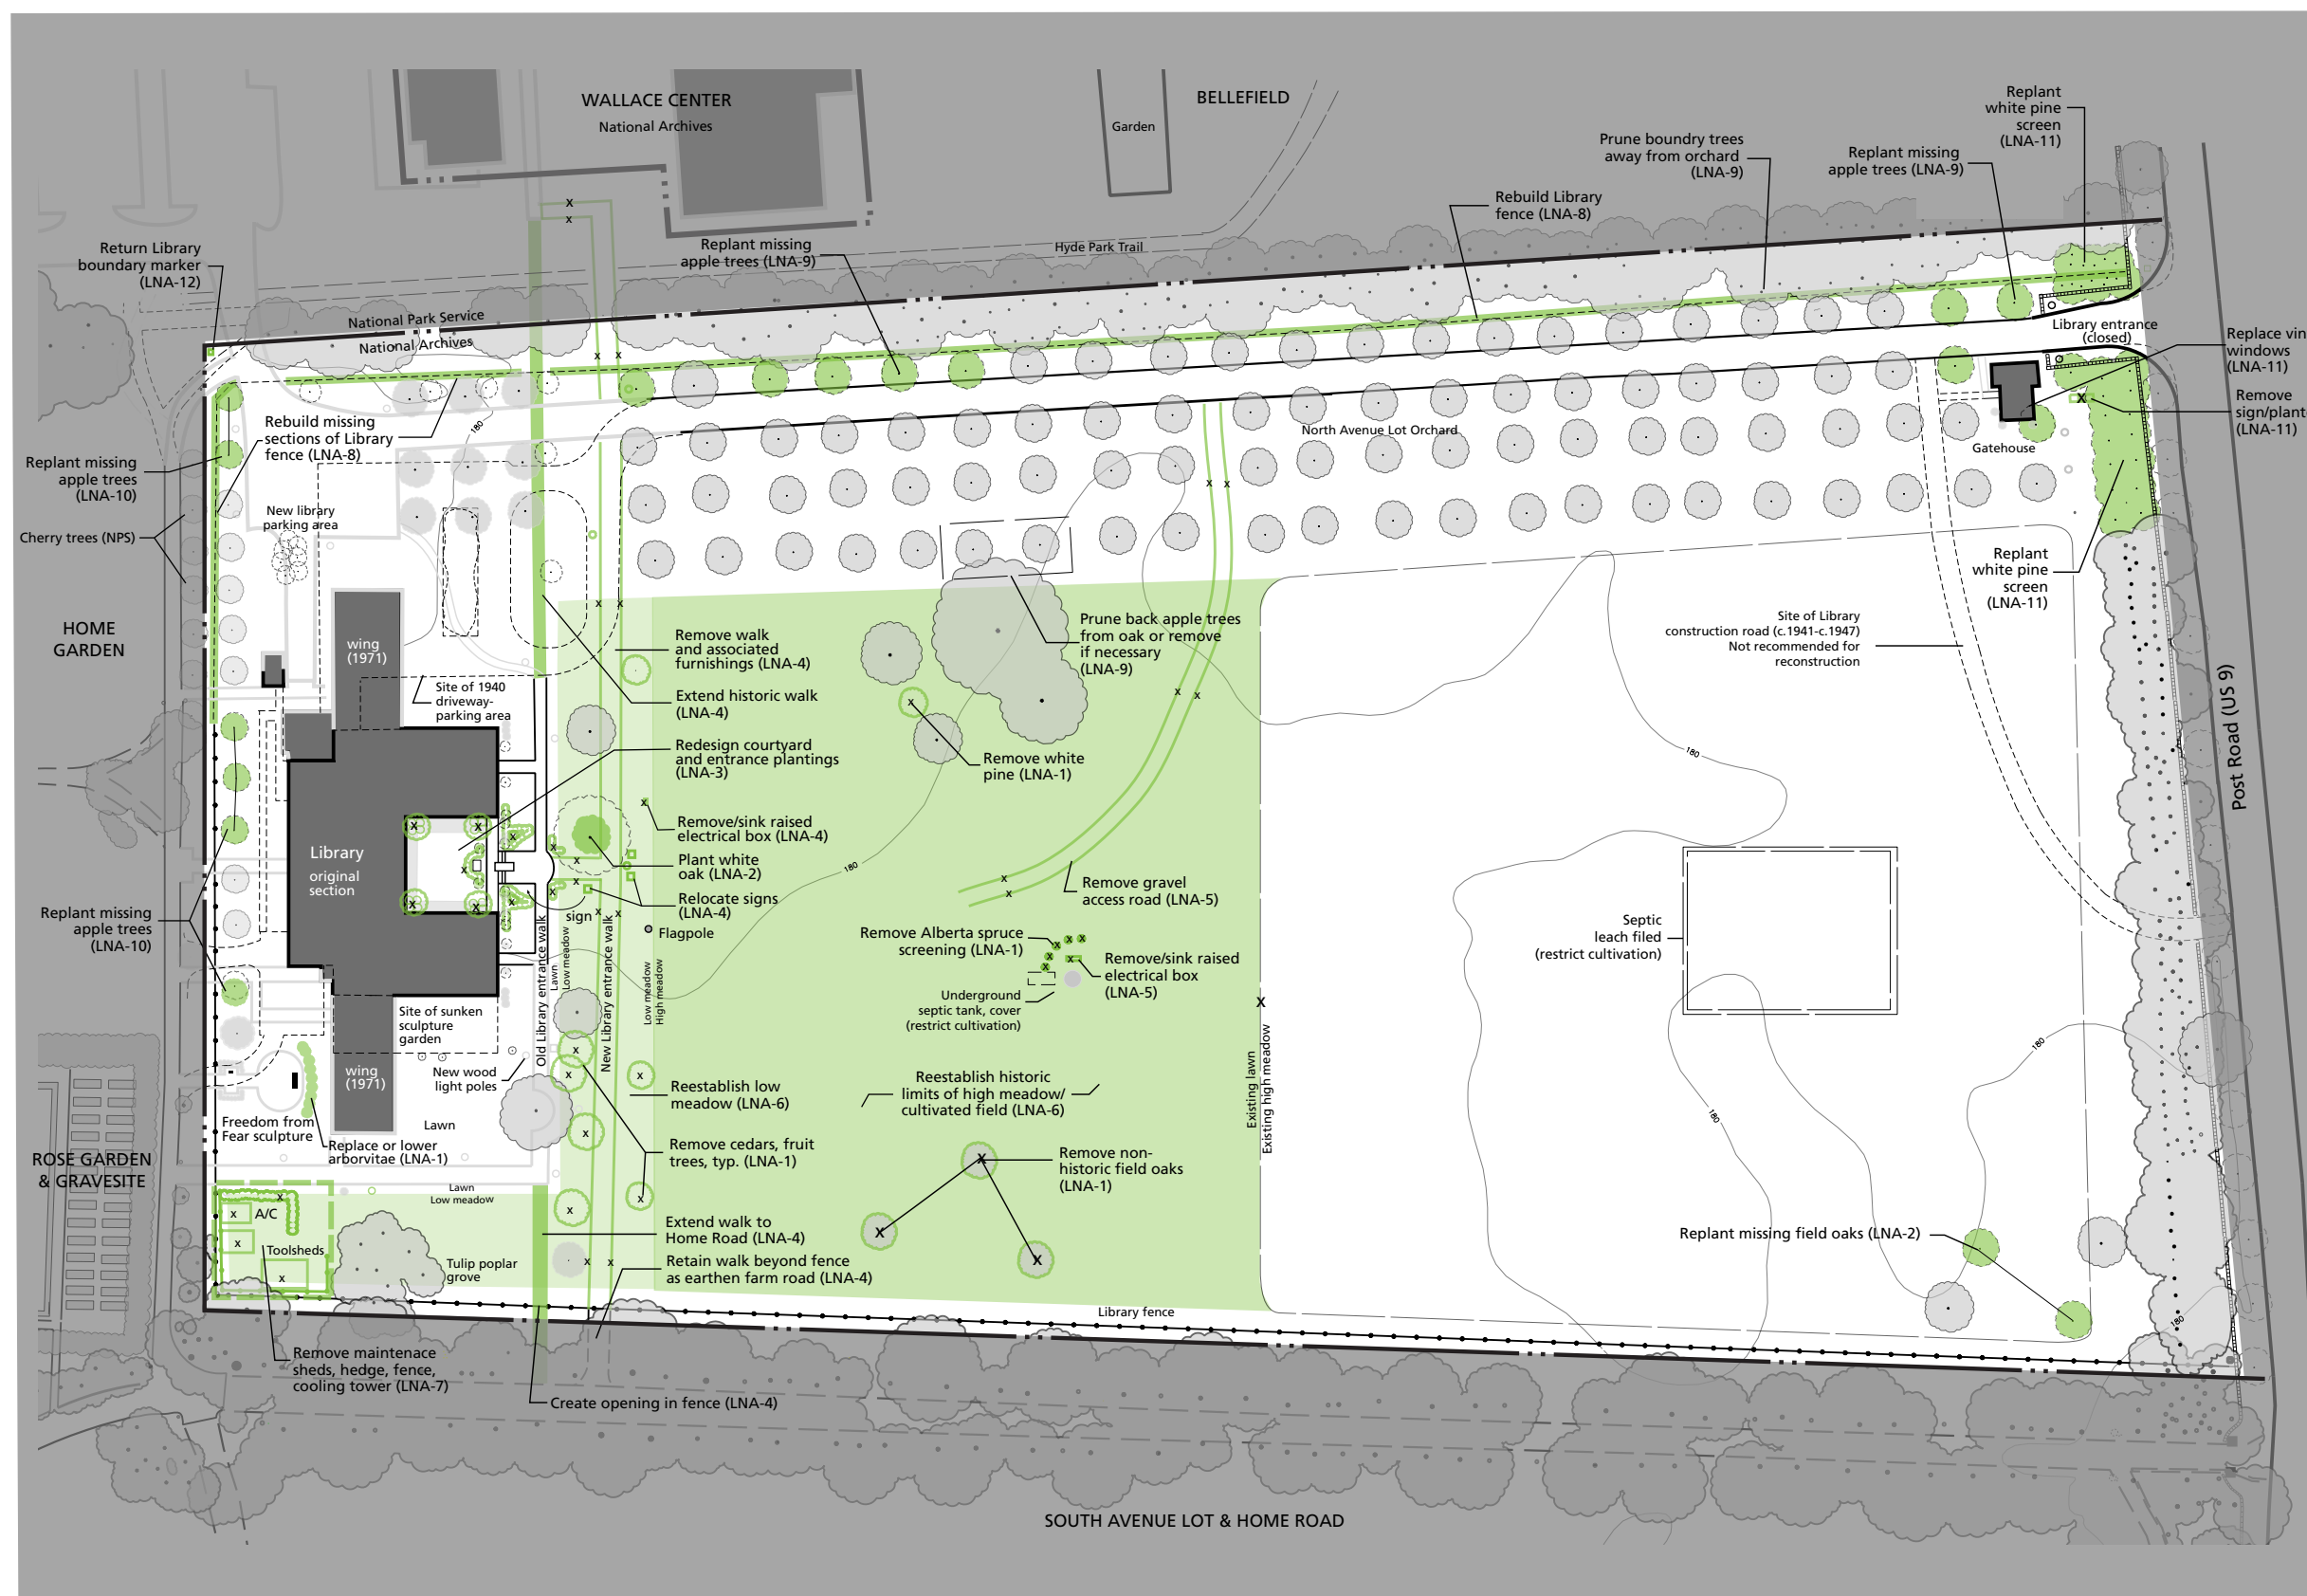 WALLACE CENTER
National Archives
BELLEFIELD
Garden
Replant
white pine
screen
(LNA-11)
Prune boundry trees
away from orchard
(LNA-9)
Replant missing
apple trees (LNA-9)
Rebuild Library
fence (LNA-8)
Return Library
boundary marker
(LNA-12)
Replant missing
apple trees (LNA-9)
Hyde Park Trail
National Park Service
National Archives
Library entrance
(closed)
Replace vin
windows
(LNA-11)
Remove
sign/plant
(LNA-11)
Rebuild missing
sections of Library
fence (LNA-8)
180
North Avenue Lot Orchard
Gatehouse
Replant missing
apple trees
(LNA-10)
New library
parking area
Cherry trees (NPS)
Replant
white pine
screen
(LNA-11)
HOME
GARDEN
wing
(1971)
Remove walk
and associated
furnishings (LNA-4)
Prune back apple trees
from oak or remove
if necessary
(LNA-9)
Site of Library
construction road (c.1941-c.1947)
Not recommended for
reconstruction
Site of 1940
driveway-
parking area
Extend historic walk
(LNA-4)
Post Road (US 9)
Redesign courtyard
and entrance plantings
(LNA-3)
Remove white
pine (LNA-1)
180
Remove/sink raised
electrical box (LNA-4)
Library
original
section
Plant white
oak (LNA-2)
180
Remove gravel
access road (LNA-5)
Relocate signs
(LNA-4)
sign
Flagpole
Replant missing
apple trees
(LNA-10)
Remove Alberta spruce
screening (LNA-1)
Septic
leach filed
(restrict cultivation)
Remove/sink raised
electrical box
(LNA-5)
Old Library entrance walk
Lawn
Low meadow
New Library entrance walk
Low meadow
High meadow
Underground
septic tank, cover
(restrict cultivation)
Site of sunken
sculpture
garden
X
Existing lawn
Existing high meadow
180
wing
(1971)
New wood
light poles
Reestablish low
meadow (LNA-6)
Reestablish historic
limits of high meadow/
cultivated field (LNA-6)
180
Freedom from
Fear sculpture
Lawn
Replace or lower
arborvitae (LNA-1)
Remove cedars, fruit
trees, typ. (LNA-1)
Remove non-
historic field oaks
(LNA-1)
ROSE GARDEN
& GRAVESITE
Lawn
Low meadow
A/C
Toolsheds
Extend walk to
Home Road (LNA-4)
Replant missing field oaks (LNA-2)
Tulip poplar
grove
Retain walk beyond fence
as earthen farm road (LNA-4)
Library fence
180
Remove maintenace
sheds, hedge, fence,
cooling tower (LNA-7)
Create opening in fence (LNA-4)
SOUTH AVENUE LOT & HOME ROAD